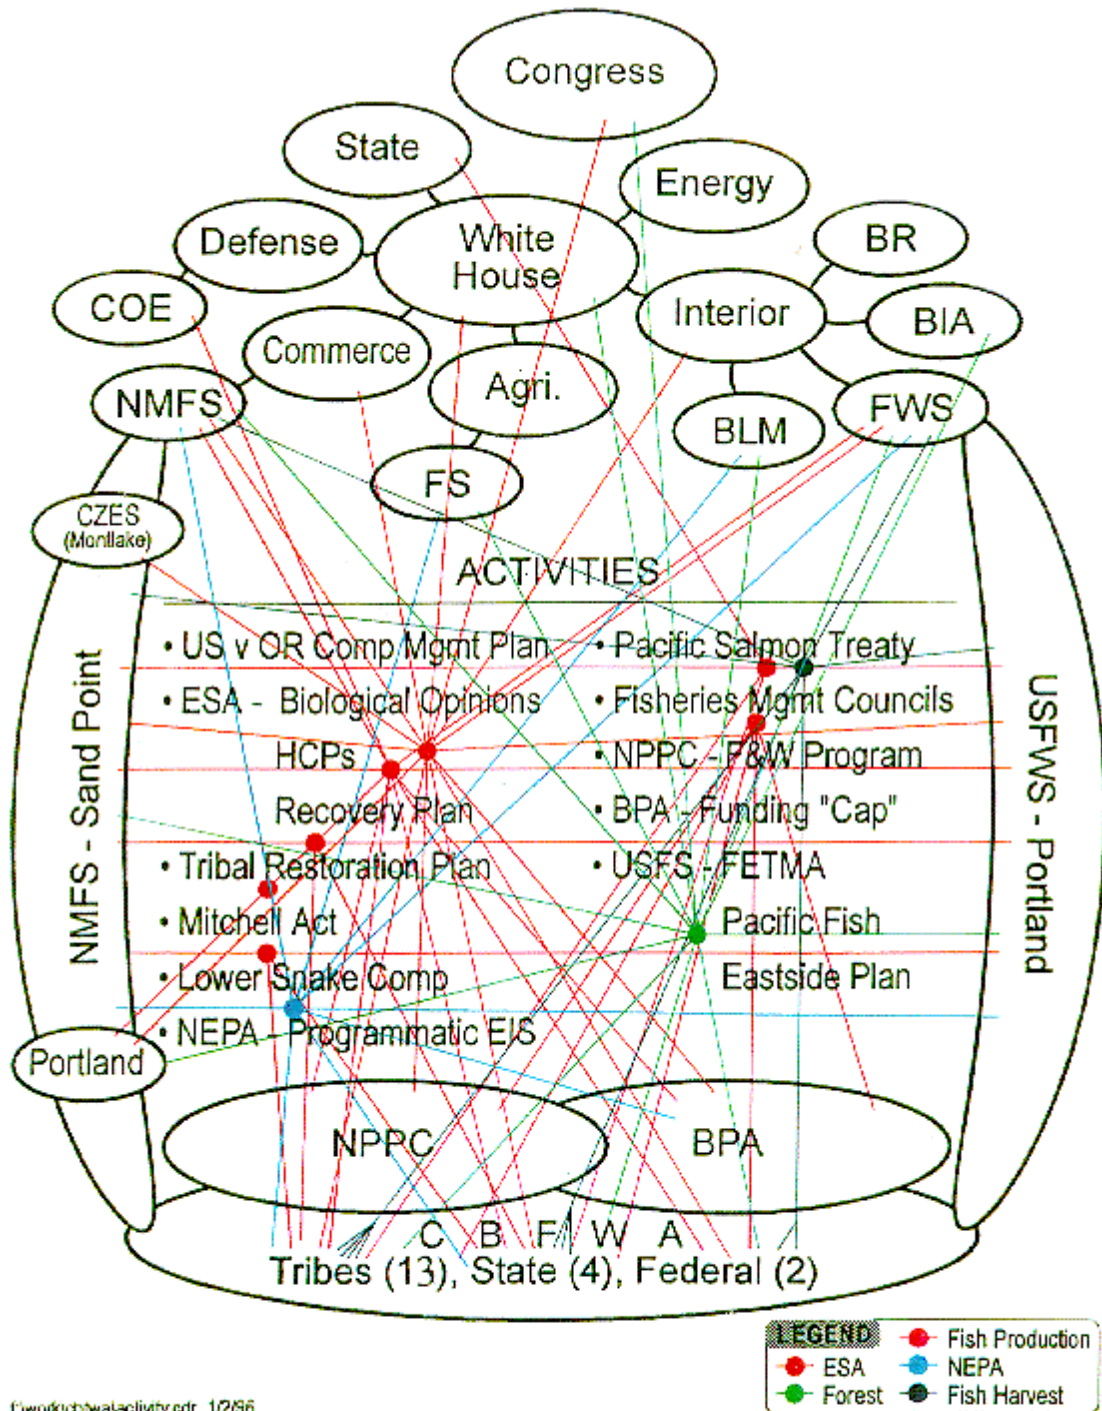 Congress
State
Energy
White
House
Defense
BR
COE
Interior
BIA
Commerce
Agri.
NMFS
FWS
BLM
FS
CZES
(Montlake)
ACTIVITIES
• US v OR Comp Mgmt Plan
• ESA - Biological Opinions
HCPs
Recovery Plan
• Tribal Restoration Plan
• Mitchell Act
• Lower Snake Comp
• NEPA - Programmatic EIS
• Pacific Salmon Treaty
• Fisheries Mgmt Councils
• NPPC - F&W Program
• BPA - Funding "Cap"
• USFS - FETMA
Pacific Fish
Eastside Plan
NMFS - Sand Point
USFWS - Portland
Portland
NPPC
BPA
C B F W A
Tribes (13), State (4), Federal (2)
LEGEND
Fish Production
ESA
NEPA
Forest
Fish Harvest
1/2/96